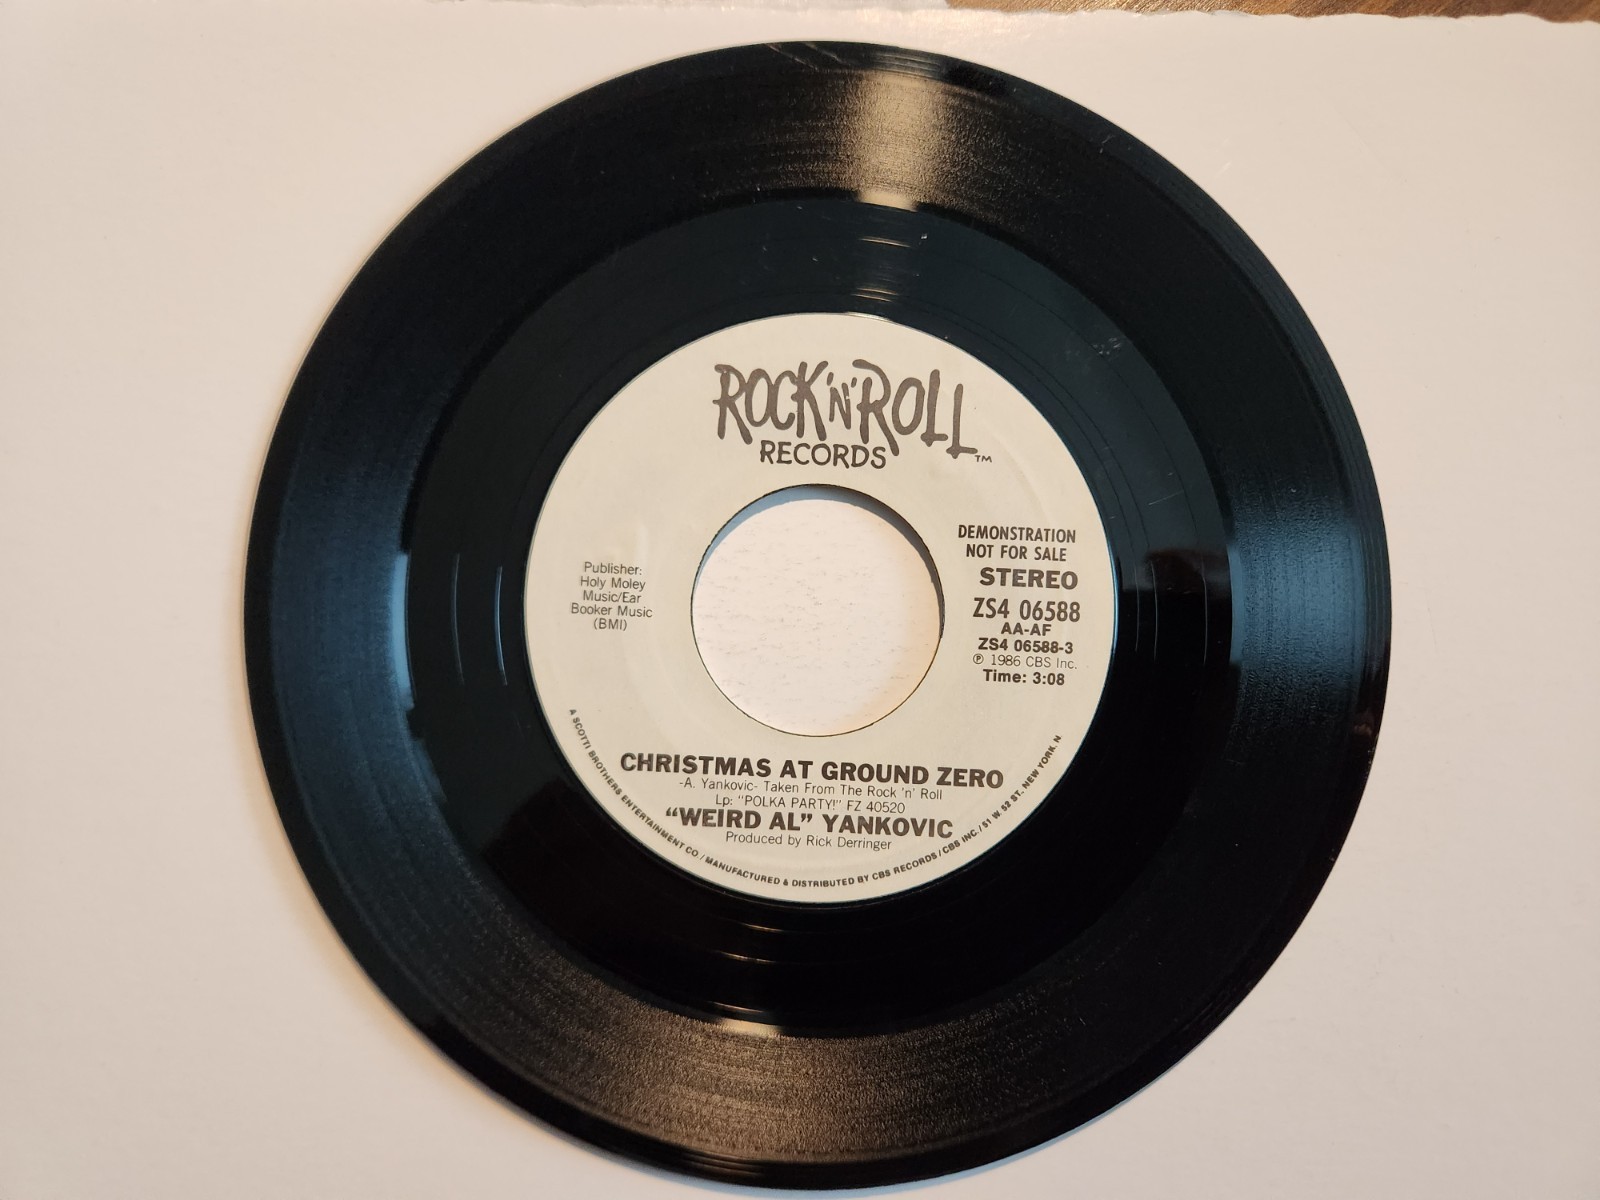 ROCK 'N' ROLL
RECORDS™
DEMONSTRATION
NOT FOR SALE
STEREO
ZS4 06588
AA-AF
ZS4 06588-3
℗ 1986 CBS Inc.
Time: 3:08
Publisher:
Holy Moley
Music/Ear
Booker Music
(BMI)
CHRISTMAS AT GROUND ZERO
-A. Yankovic- Taken From The Rock 'n' Roll
Lp: "POLKA PARTY!" FZ 40520
"WEIRD AL" YANKOVIC
Produced by Rick Derringer
A SCOTTI BROTHERS ENTERTAINMENT CO / MANUFACTURED & DISTRIBUTED BY CBS RECORDS / CBS INC. / 51 W. 52 ST. NEW YORK, N